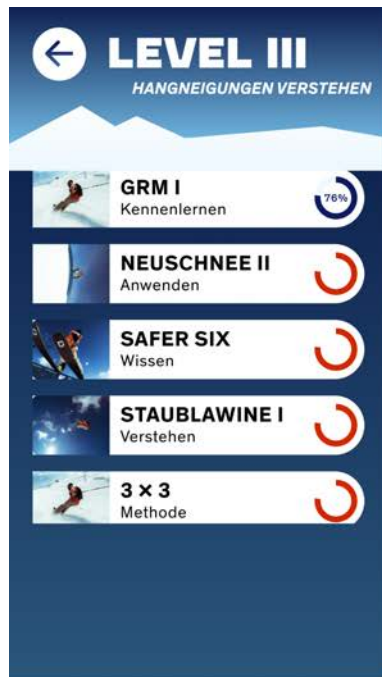 LEVEL III
HANGNEIGUNGEN VERSTEHEN
GRM I
Kennenlernen
76%
NEUSCHNEE II
Anwenden
SAFER SIX
Wissen
STAUBLAWINE I
Verstehen
3 × 3
Methode